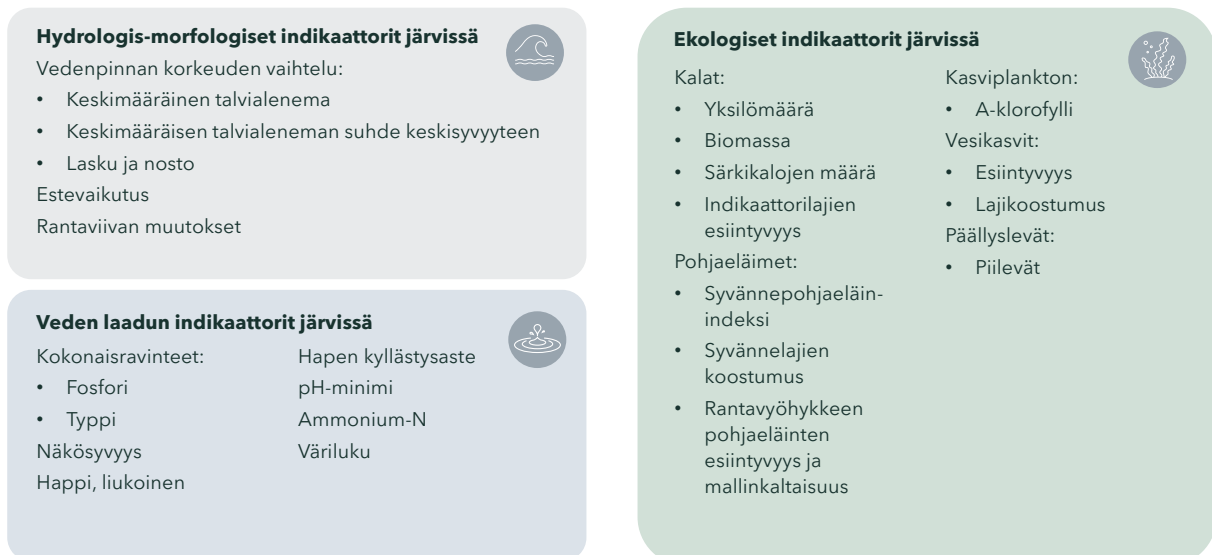 Hydrologis-morfologiset indikaattorit järvissä
Vedenpinnan korkeuden vaihtelu:
• Keskimääräinen talvialenema
• Keskimääräisen talvialeneman suhde keskisyvyyteen
• Lasku ja nosto
Estevaikutus
Rantaviivan muutokset
Veden laadun indikaattorit järvissä
Kokonaisravinteet:
• Fosfori
• Typpi
Näkösyvyys
Happi, liukoinen
Hapen kyllästysaste
pH-minimi
Ammonium-N
Väriluku
Ekologiset indikaattorit järvissä
Kalat:
• Yksilömäärä
• Biomassa
• Särkikalojen määrä
• Indikaattorilajien
esiintyvyys
Pohjaeläimet:
• Syvännepohjaeläin-
indeksi
• Syvännelajien
koostumus
• Rantavyöhykkeen
pohjaeläinten
esiintyvyys ja
mallinkaltaisuus
Kasviplankton:
• A-klorofylli
Vesikasvit:
• Esiintyvyys
• Lajikoostumus
Päällyslevät:
• Piilevät